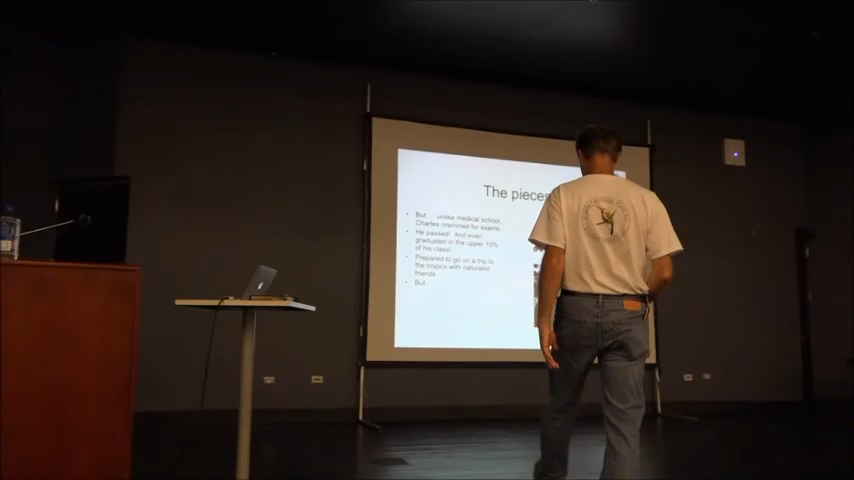 The pieces
• But unlike medical school,
Charles crammed for exams
• He passed! And even
graduated in the upper 10%
of his class!
• Prepared to go on a trip to
the tropics with naturalist
friends
• But